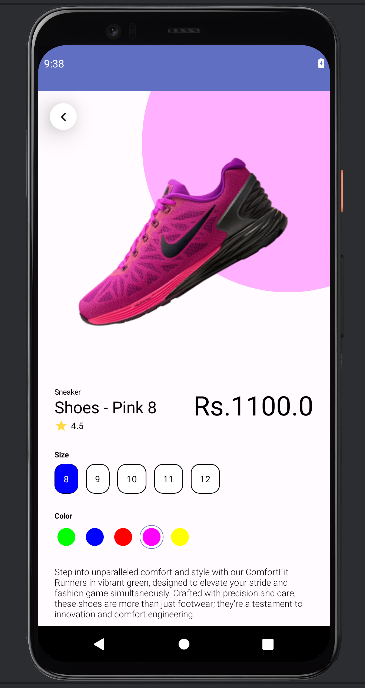 9:38
Sneaker
Shoes - Pink 8
Rs.1100.0
4.5
Size
8 9 10 11 12
Color
Step into unparalleled comfort and style with our ComfortFit
Runners in vibrant green, designed to elevate your stride and
fashion game simultaneously. Crafted with precision and care,
these shoes are more than just footwear; they're a testament to
innovation and comfort engineering.